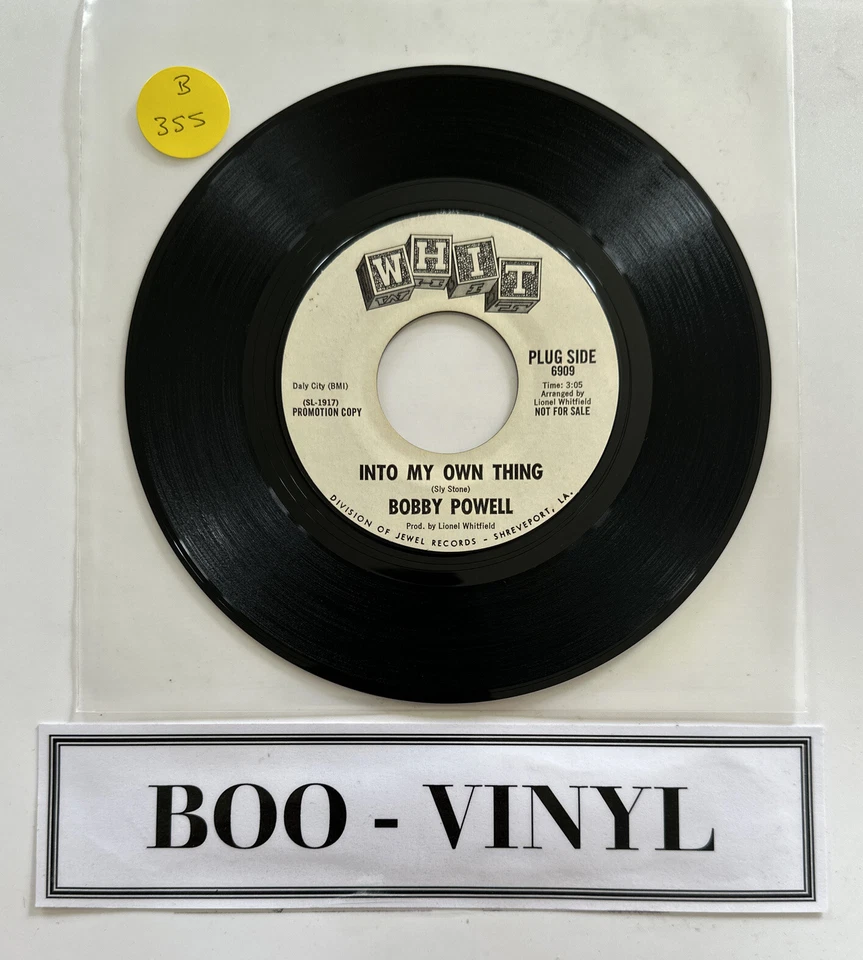 B
355
WHIT
PLUG SIDE
6909
Daly City (BMI)
Time: 3:05
Arranged by
(SL-1917)
Lionel Whitfield
PROMOTION COPY
NOT FOR SALE
INTO MY OWN THING
(Sly Stone)
BOBBY POWELL
Prod. by Lionel Whitfield
DIVISION OF JEWEL RECORDS - SHREVEPORT, LA.
BOO - VINYL